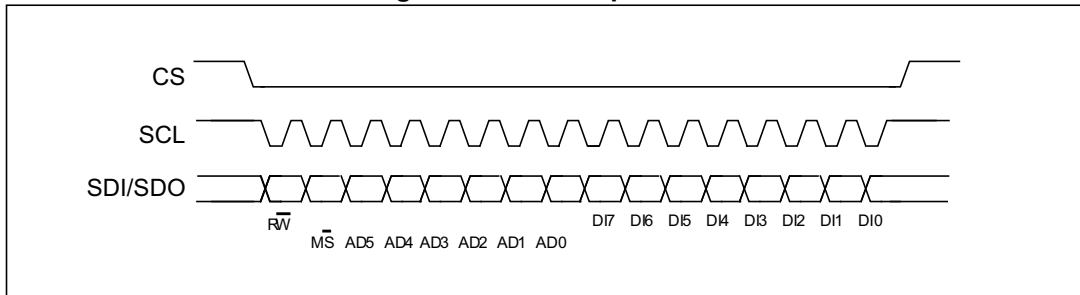 CS
SCL
SDI/SDO
RW
DI7 DI6 DI5 DI4 DI3 DI2 DI1 DI0
MS AD5 AD4 AD3 AD2 AD1 AD0